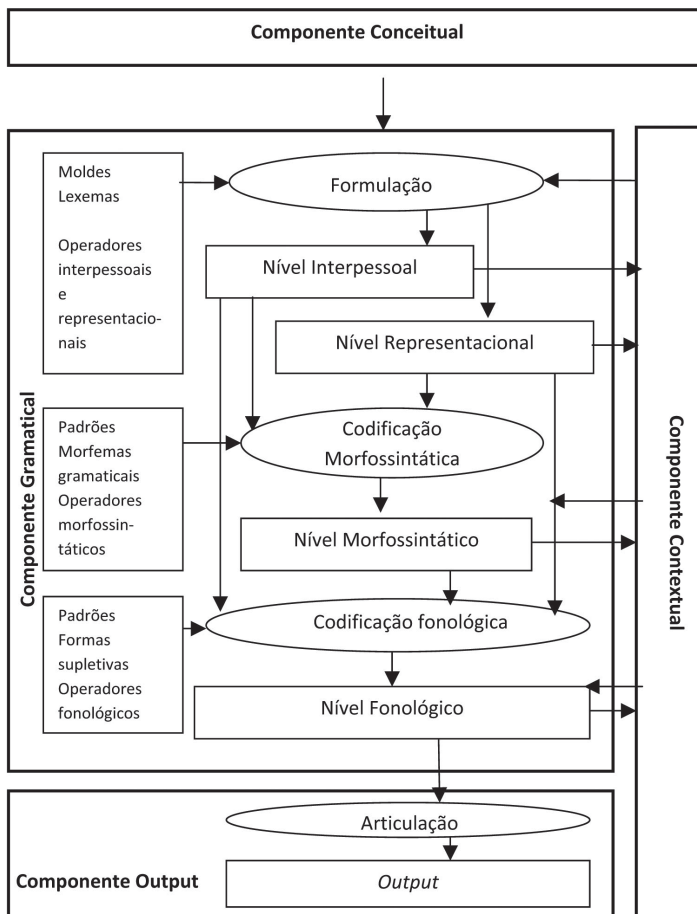 Componente Conceitual
Moldes
Lexemas
Operadores
interpessoais
e
representacio-
nais
Formulação
Nível Interpessoal
Nível Representacional
Componente Gramatical
Padrões
Morfemas
gramaticais
Operadores
morfossin-
táticos
Codificação
Morfossintática
Nível Morfossintático
Componente Contextual
Padrões
Formas
supletivas
Operadores
fonológicos
Codificação fonológica
Nível Fonológico
Articulação
Componente Output
Output